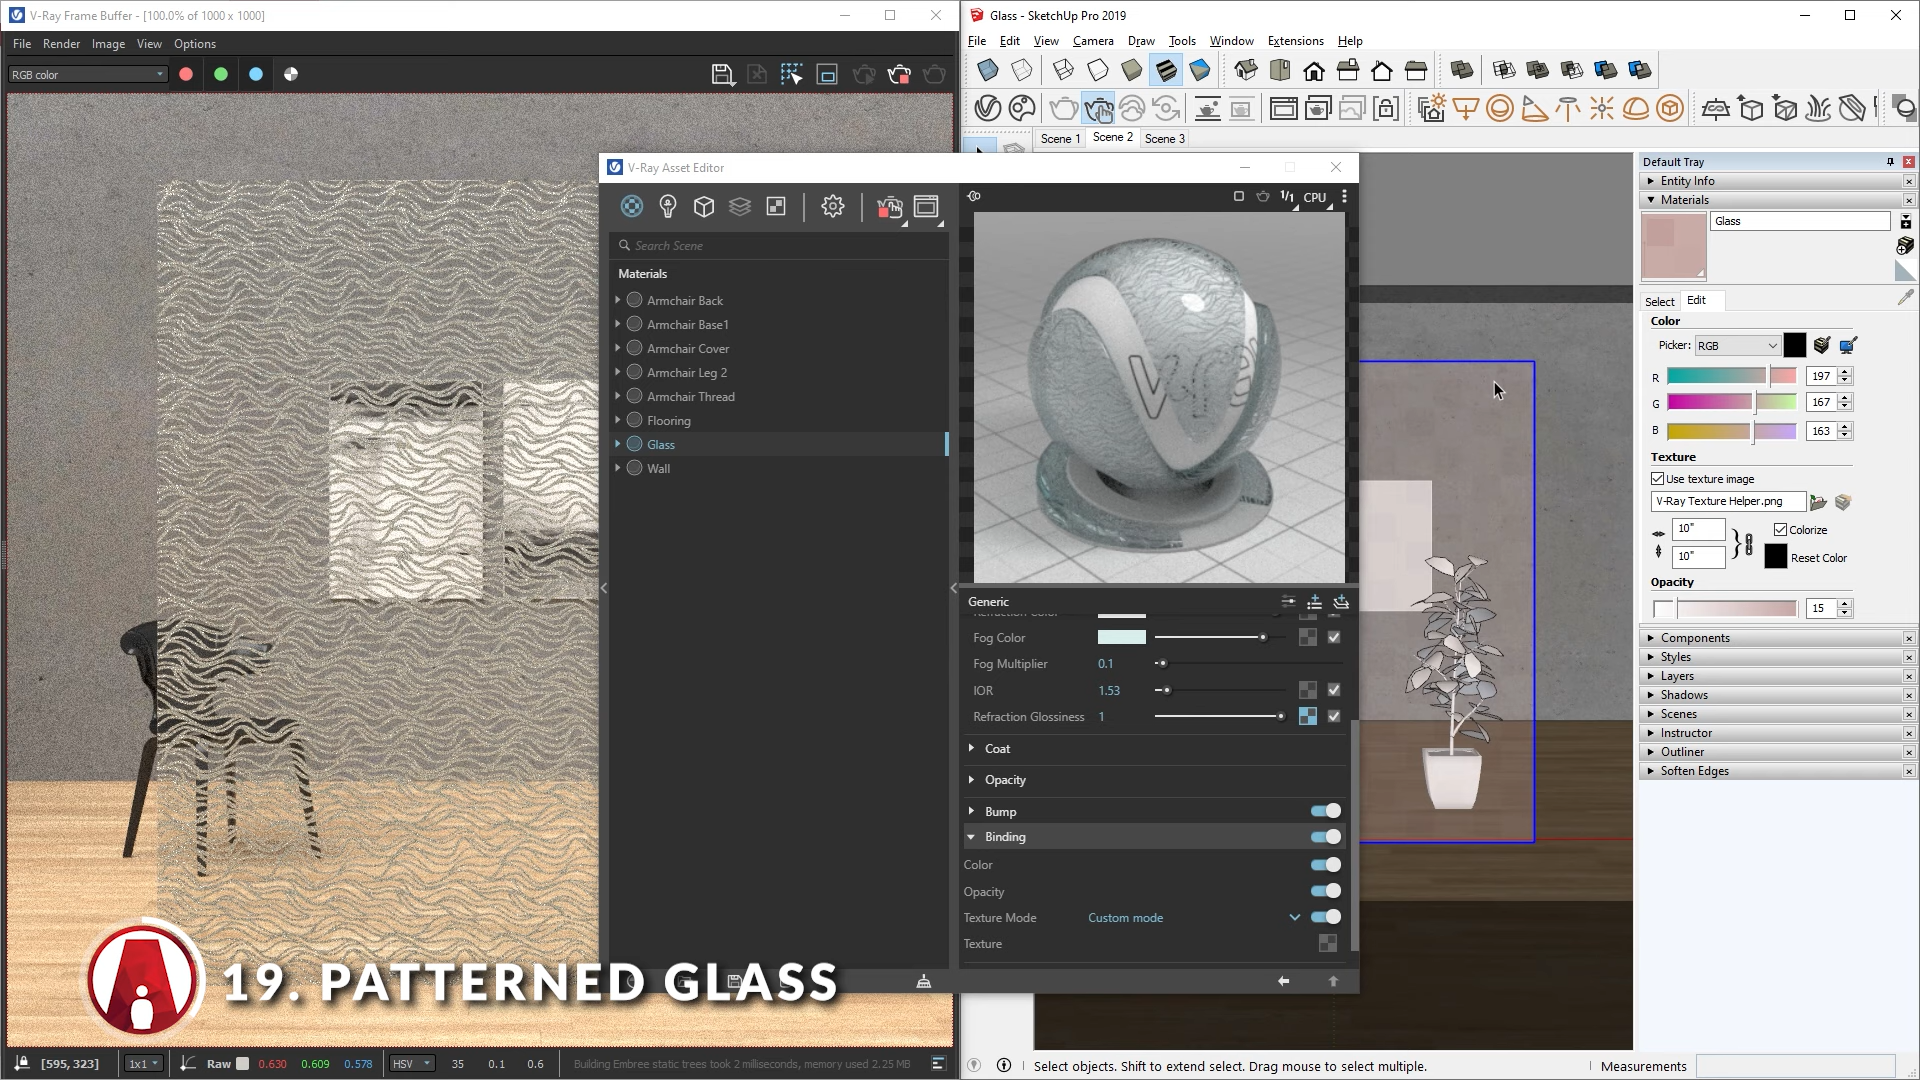 V-Ray Frame Buffer - [100.0% of 1000 x 1000]
File Render Image View Options
RGB color
Glass - SketchUp Pro 2019
File Edit View Camera Draw Tools Window Extensions Help
Scene 1 Scene 2 Scene 3
V-Ray Asset Editor
Search Scene
Materials
Armchair Back
Armchair Base1
Armchair Cover
Armchair Leg 2
Armchair Thread
Flooring
Glass
Wall
1/1 CPU
Generic
Fog Color
Fog Multiplier 0.1
IOR 1.53
Refraction Glossiness 1
Coat
Opacity
Bump
Binding
Color
Opacity
Texture Mode Custom mode
Texture
Default Tray
Entity Info
Materials
Glass
Select Edit
Color
Picker: RGB
R 197
G 167
B 163
Texture
Use texture image
V-Ray Texture Helper.png
10"
Colorize
10"
Reset Color
Opacity
15
Components
Styles
Layers
Shadows
Scenes
Instructor
Outliner
Soften Edges
19. PATTERNED GLASS
[595, 323] 1x1 Raw 0.630 0.609 0.578 HSV 35 0.1 0.6 Building Embree static trees took 2 milliseconds, memory used 2.25 MB
Select objects. Shift to extend select. Drag mouse to select multiple. Measurements